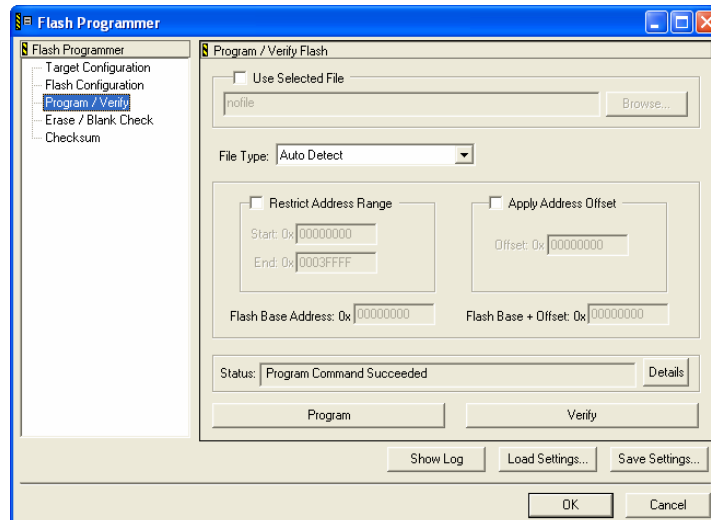 Flash Programmer
Flash Programmer
Target Configuration
Flash Configuration
Program / Verify
Erase / Blank Check
Checksum
Program / Verify Flash
Use Selected File
nofile
Browse...
File Type: Auto Detect
Restrict Address Range
Start: 0x 00000000
End: 0x 0003FFFF
Apply Address Offset
Offset: 0x 00000000
Flash Base Address: 0x 00000000
Flash Base + Offset: 0x 00000000
Status: Program Command Succeeded
Details
Program
Verify
Show Log
Load Settings...
Save Settings...
OK
Cancel